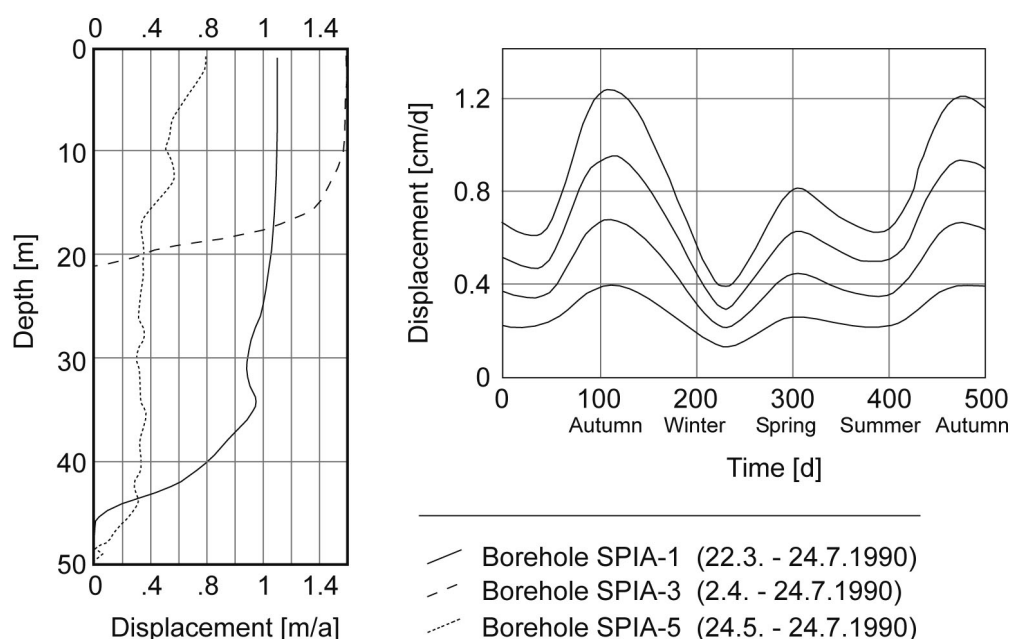 0 .4 .8 1 1.4
0
10
20
30
40
50
Depth [m]
0 .4 .8 1 1.4
Displacement [m/a]
Displacement [cm/d]
1.2
0.8
0.4
0
0 100 200 300 400 500
Autumn Winter Spring Summer Autumn
Time [d]
Borehole SPIA-1 (22.3. - 24.7.1990)
Borehole SPIA-3 (2.4. - 24.7.1990)
Borehole SPIA-5 (24.5. - 24.7.1990)